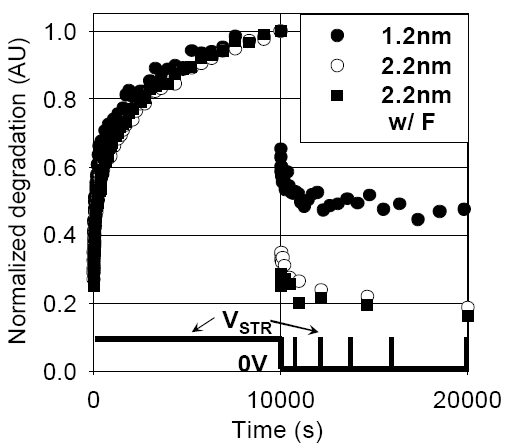 Normalized degradation (AU)
1.0
0.8
0.6
0.4
0.2
0.0
1.2nm
2.2nm
2.2nm
w/ F
VSTR
0V
0
10000
20000
Time (s)